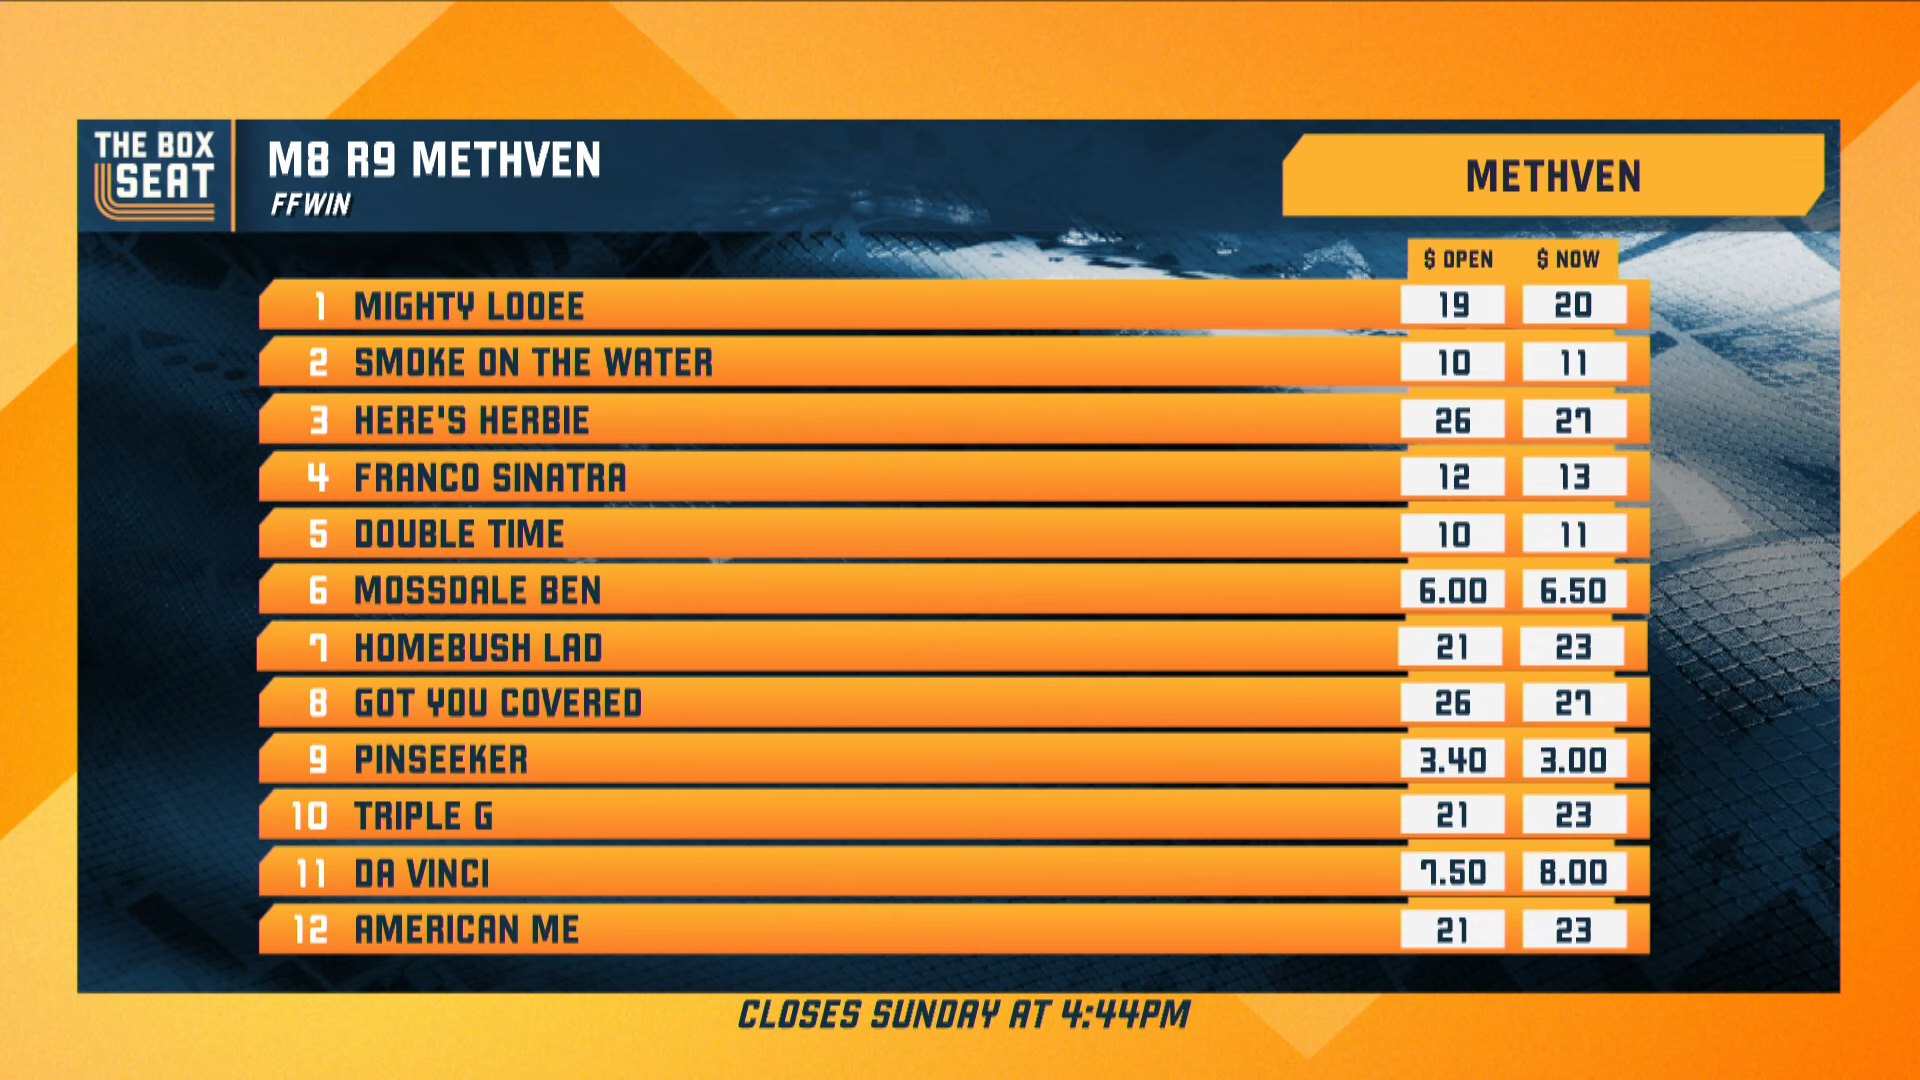 THE BOX
SEAT
M8 R9 METHVEN
FFWIN
METHVEN
$ OPEN $ NOW
1 MIGHTY LOOEE 19 20
2 SMOKE ON THE WATER 10 11
3 HERE'S HERBIE 26 27
4 FRANCO SINATRA 12 13
5 DOUBLE TIME 10 11
6 MOSSDALE BEN 6.00 6.50
7 HOMEBUSH LAD 21 23
8 GOT YOU COVERED 26 27
9 PINSEEKER 3.40 3.00
10 TRIPLE G 21 23
11 DA VINCI 7.50 8.00
12 AMERICAN ME 21 23
CLOSES SUNDAY AT 4:44PM